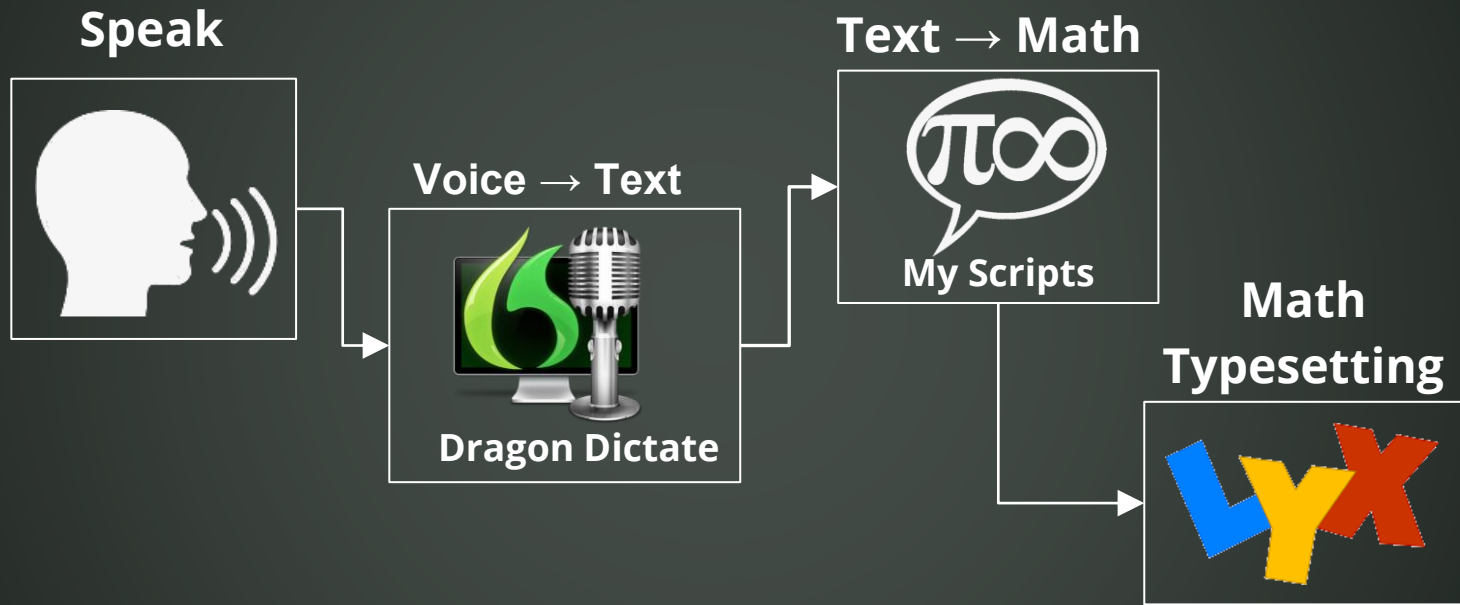 Speak
Voice → Text
Dragon Dictate
Text → Math
π∞
My Scripts
Math
Typesetting
LYX